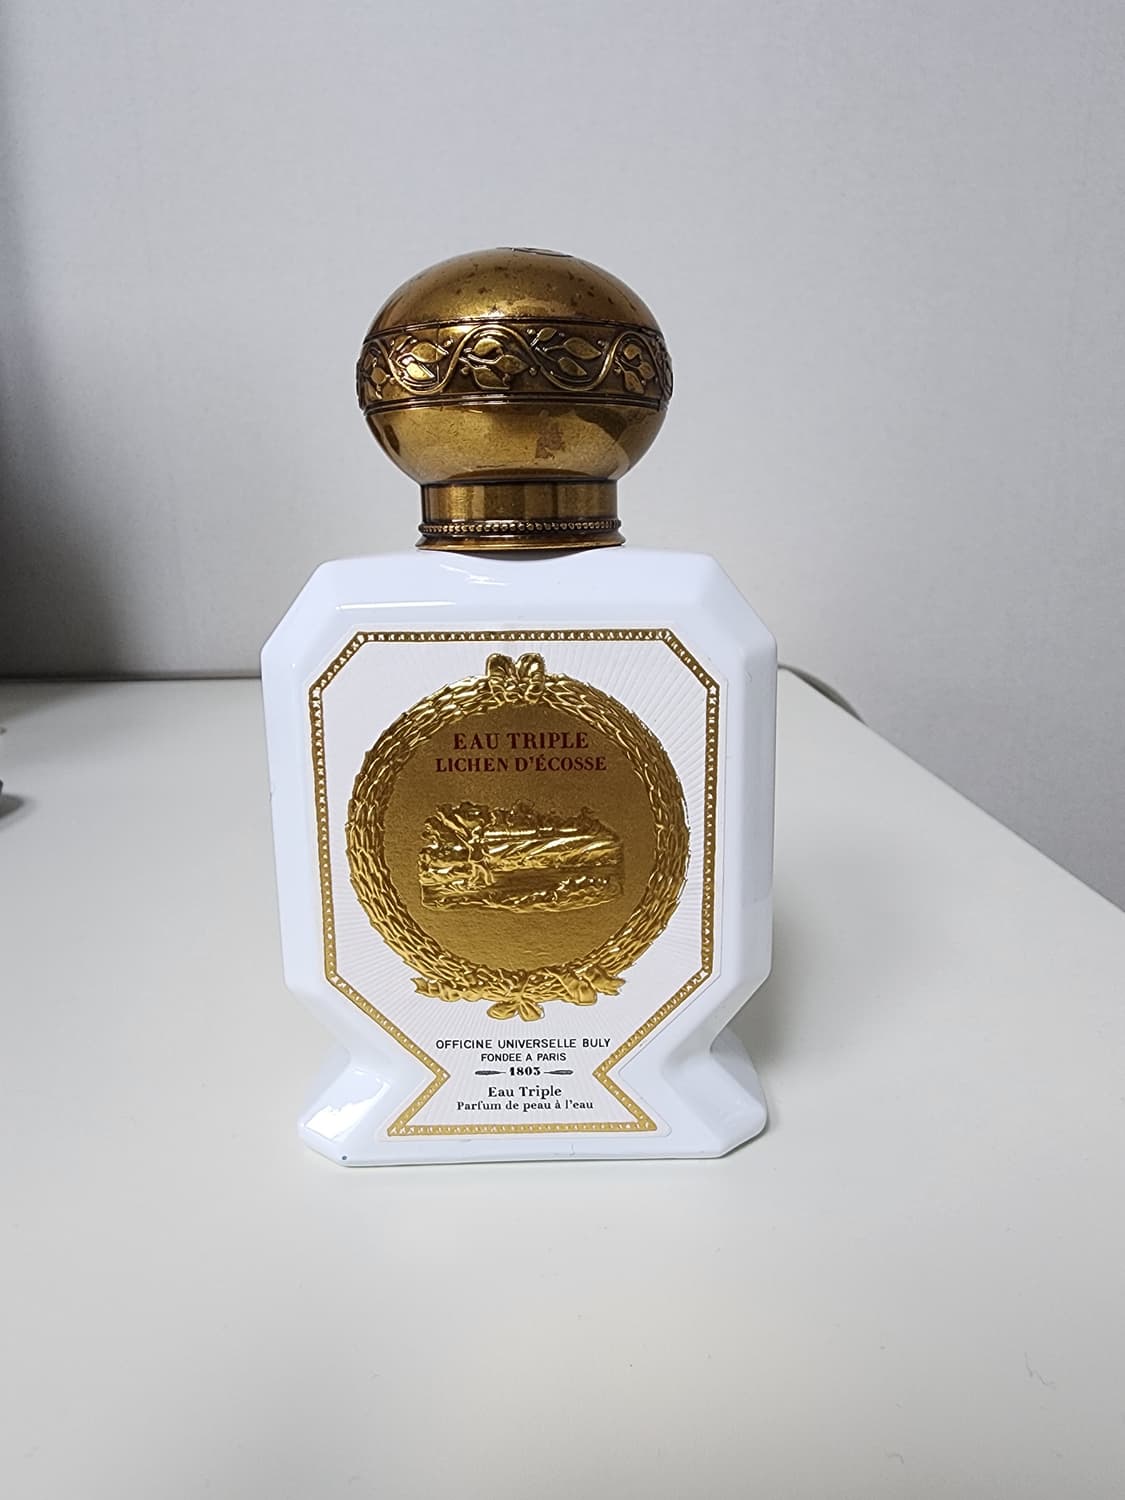 EAU TRIPLE
LICHEN D'ÉCOSSE
OFFICINE UNIVERSELLE BULY
FONDEE A PARIS
1803
Eau Triple
Parfum de peau à l'eau